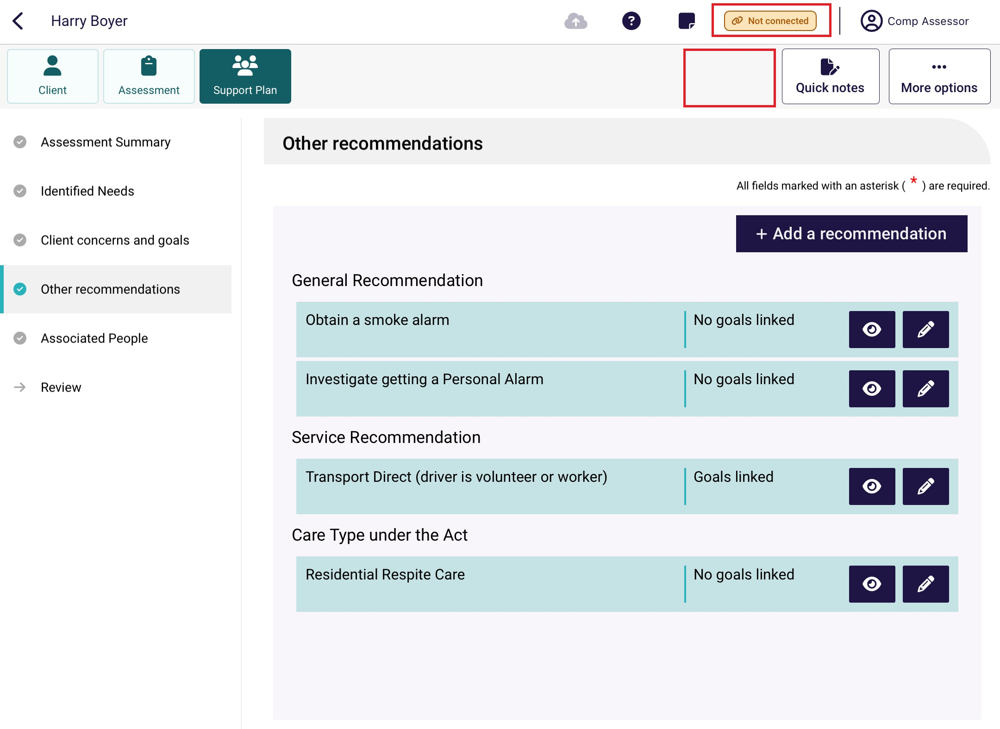 Harry Boyer
?
Not connected
Comp Assessor
Client
Assessment
Support Plan
Quick notes
More options
Assessment Summary
Identified Needs
Client concerns and goals
Other recommendations
Associated People
Review
Other recommendations
All fields marked with an asterisk ( * ) are required.
+ Add a recommendation
General Recommendation
Obtain a smoke alarm
No goals linked
Investigate getting a Personal Alarm
No goals linked
Service Recommendation
Transport Direct (driver is volunteer or worker)
Goals linked
Care Type under the Act
Residential Respite Care
No goals linked